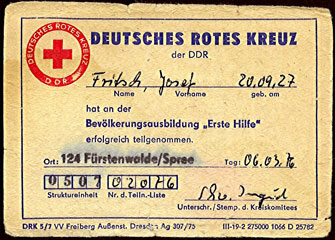 DEUTSCHES ROTES KREUZ
DDR
DEUTSCHES ROTES KREUZ
der DDR
Fritsch, Josef 20.09.27
Name Vorname geb. am
hat an der
Bevölkerungsausbildung „Erste Hilfe"
erfolgreich teilgenommen.
Ort: 124 Fürstenwalde/Spree Tag: 06.03.76
0507 02076
Struktureinheit Nr. d. Teiln.-Liste
Unterschr./Stemp. d. Kreiskomitees
DRK 5/7 VV Freiberg Außenst. Dresden Ag 307/75 III-19-2 275000 1066 D 25782